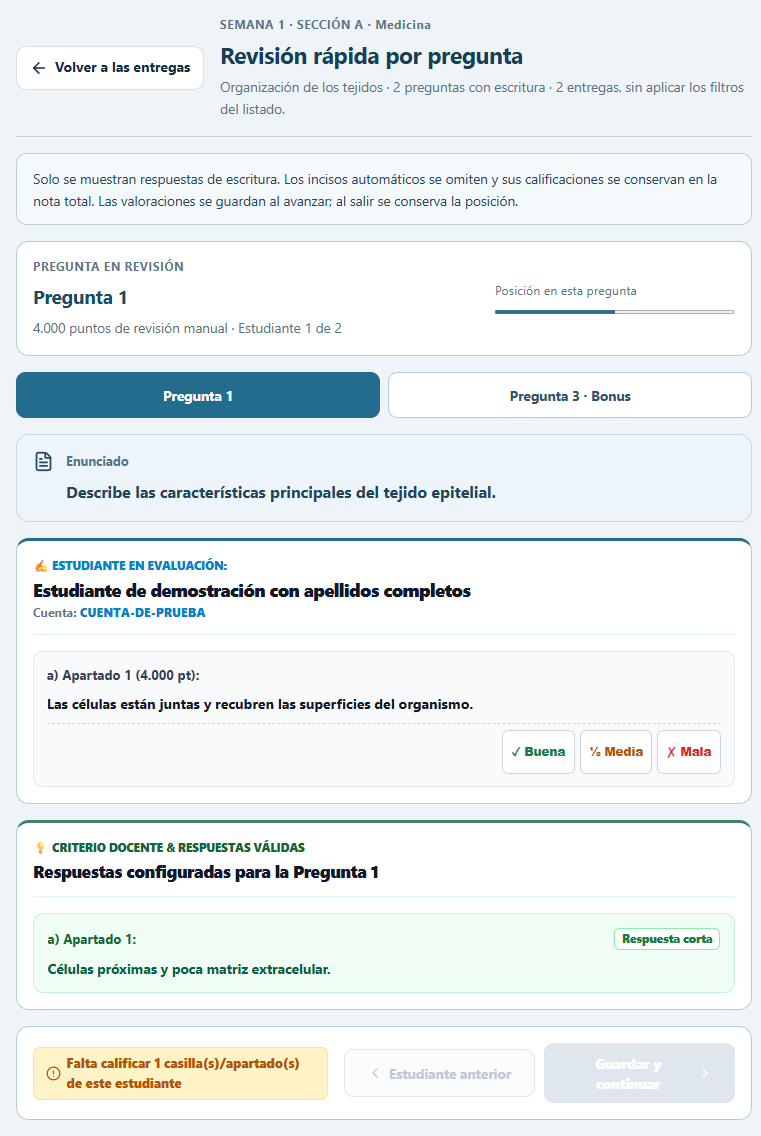 SEMANA 1 · SECCIÓN A · Medicina
Volver a las entregas
Revisión rápida por pregunta
Organización de los tejidos · 2 preguntas con escritura · 2 entregas, sin aplicar los filtros
del listado.
Solo se muestran respuestas de escritura. Los incisos automáticos se omiten y sus calificaciones se conservan en la
nota total. Las valoraciones se guardan al avanzar; al salir se conserva la posición.
PREGUNTA EN REVISIÓN
Pregunta 1
4.000 puntos de revisión manual · Estudiante 1 de 2
Posición en esta pregunta
Pregunta 1
Pregunta 3 · Bonus
Enunciado
Describe las características principales del tejido epitelial.
✍ ESTUDIANTE EN EVALUACIÓN:
Estudiante de demostración con apellidos completos
Cuenta: CUENTA-DE-PRUEBA
a) Apartado 1 (4.000 pt):
Las células están juntas y recubren las superficies del organismo.
✓ Buena
½ Media
✗ Mala
💡 CRITERIO DOCENTE & RESPUESTAS VÁLIDAS
Respuestas configuradas para la Pregunta 1
a) Apartado 1:
Respuesta corta
Células próximas y poca matriz extracelular.
Falta calificar 1 casilla(s)/apartado(s)
de este estudiante
Estudiante anterior
Guardar y
continuar